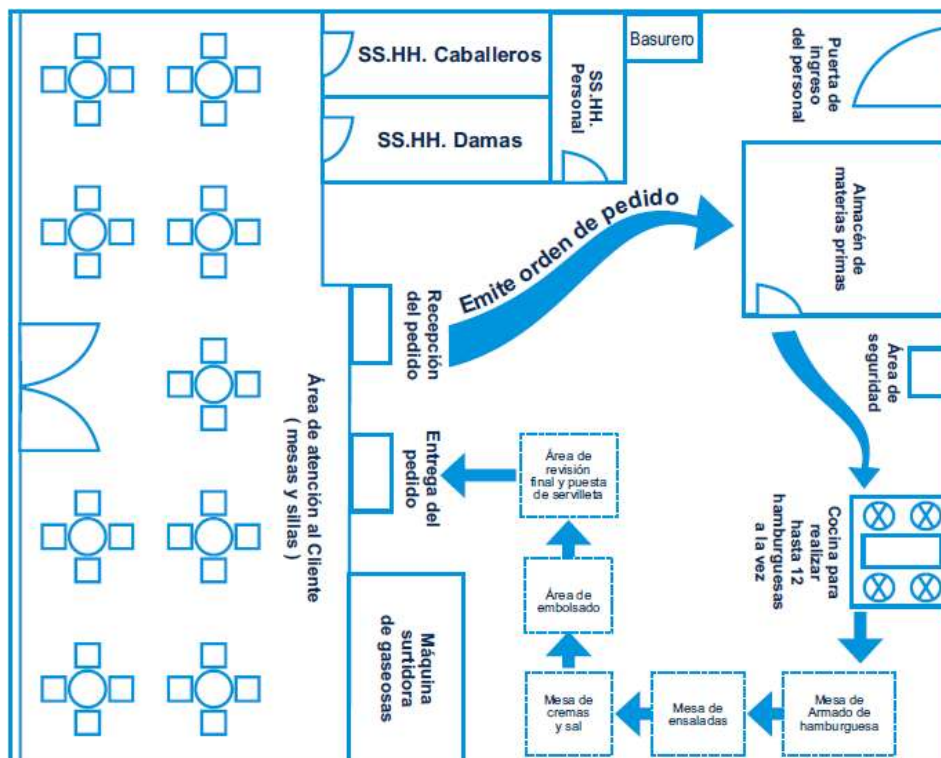 SS.HH. Caballeros
SS.HH. Damas
SS.HH.
Personal
Basurero
Puerta de
ingreso
del personal
Almacén de
materias primas
Emite orden de pedido
Recepción
del pedido
Área de
seguridad
Área de atención al Cliente
( mesas y sillas )
Entrega del
pedido
Área de
revisión
final y puesta
de servilleta
Cocina para
realizar
hasta 12
hamburguesas
a la vez
Área de
embolsado
Máquina
surtidora
de gaseosas
Mesa de
cremas
y sal
Mesa de
ensaladas
Mesa de
Armado de
hamburguesa